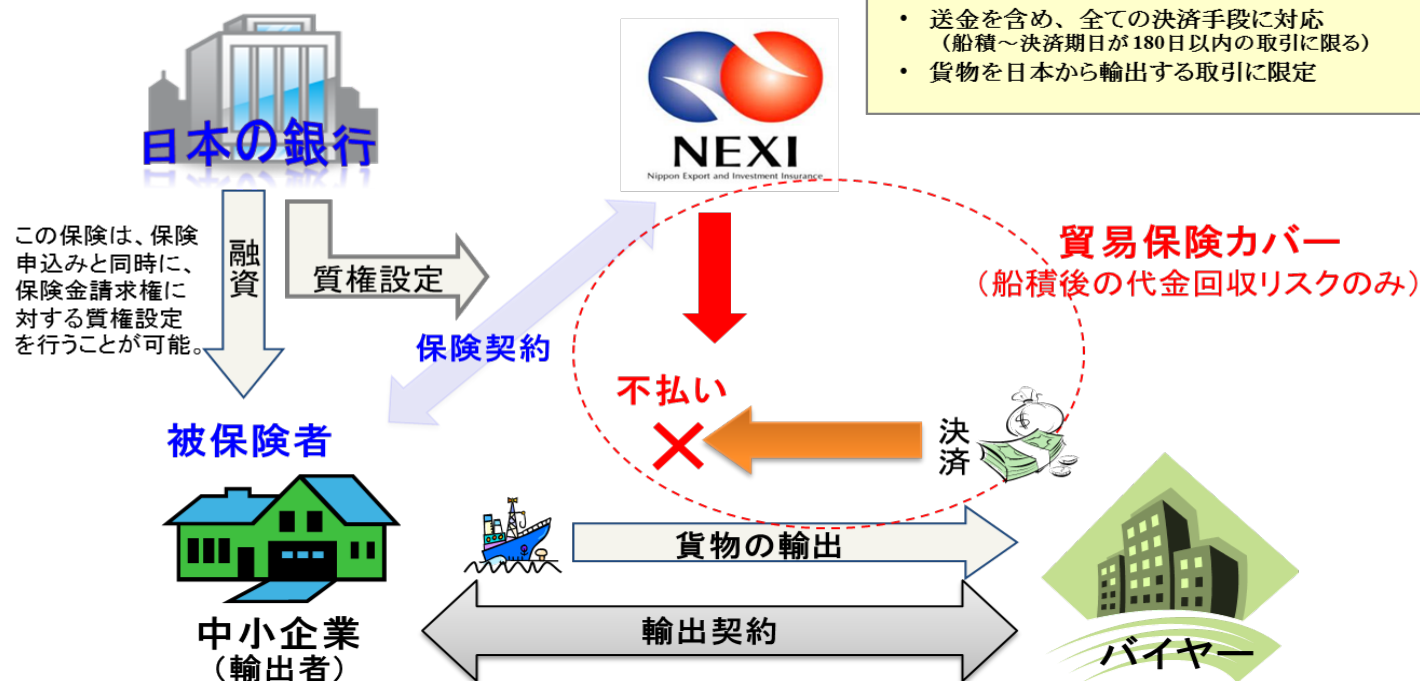 ・ 送金を含め、全ての決済手段に対応
（船積～決済期日が180日以内の取引に限る）
・ 貨物を日本から輸出する取引に限定
日本の銀行
NEXI
Nippon Export and Investment Insurance
この保険は、保険
申込みと同時に、
保険金請求権に
対する質権設定
を行うことが可能。
融資
質権設定
保険契約
貿易保険カバー
（船積後の代金回収リスクのみ）
不払い
決済
被保険者
貨物の輸出
中小企業
（輸出者）
輸出契約
バイヤー